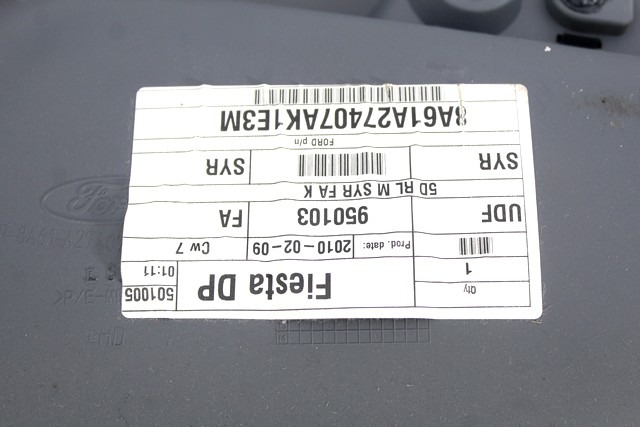 Qty
1
Fiesta DP
501005
01:11
Prod. date: 2010-02-09
Cw 7
UDF
950103
FA
5D RL M SYR FA K
SYR
SYR
FORD p/n
8A61A27407AK1E3M